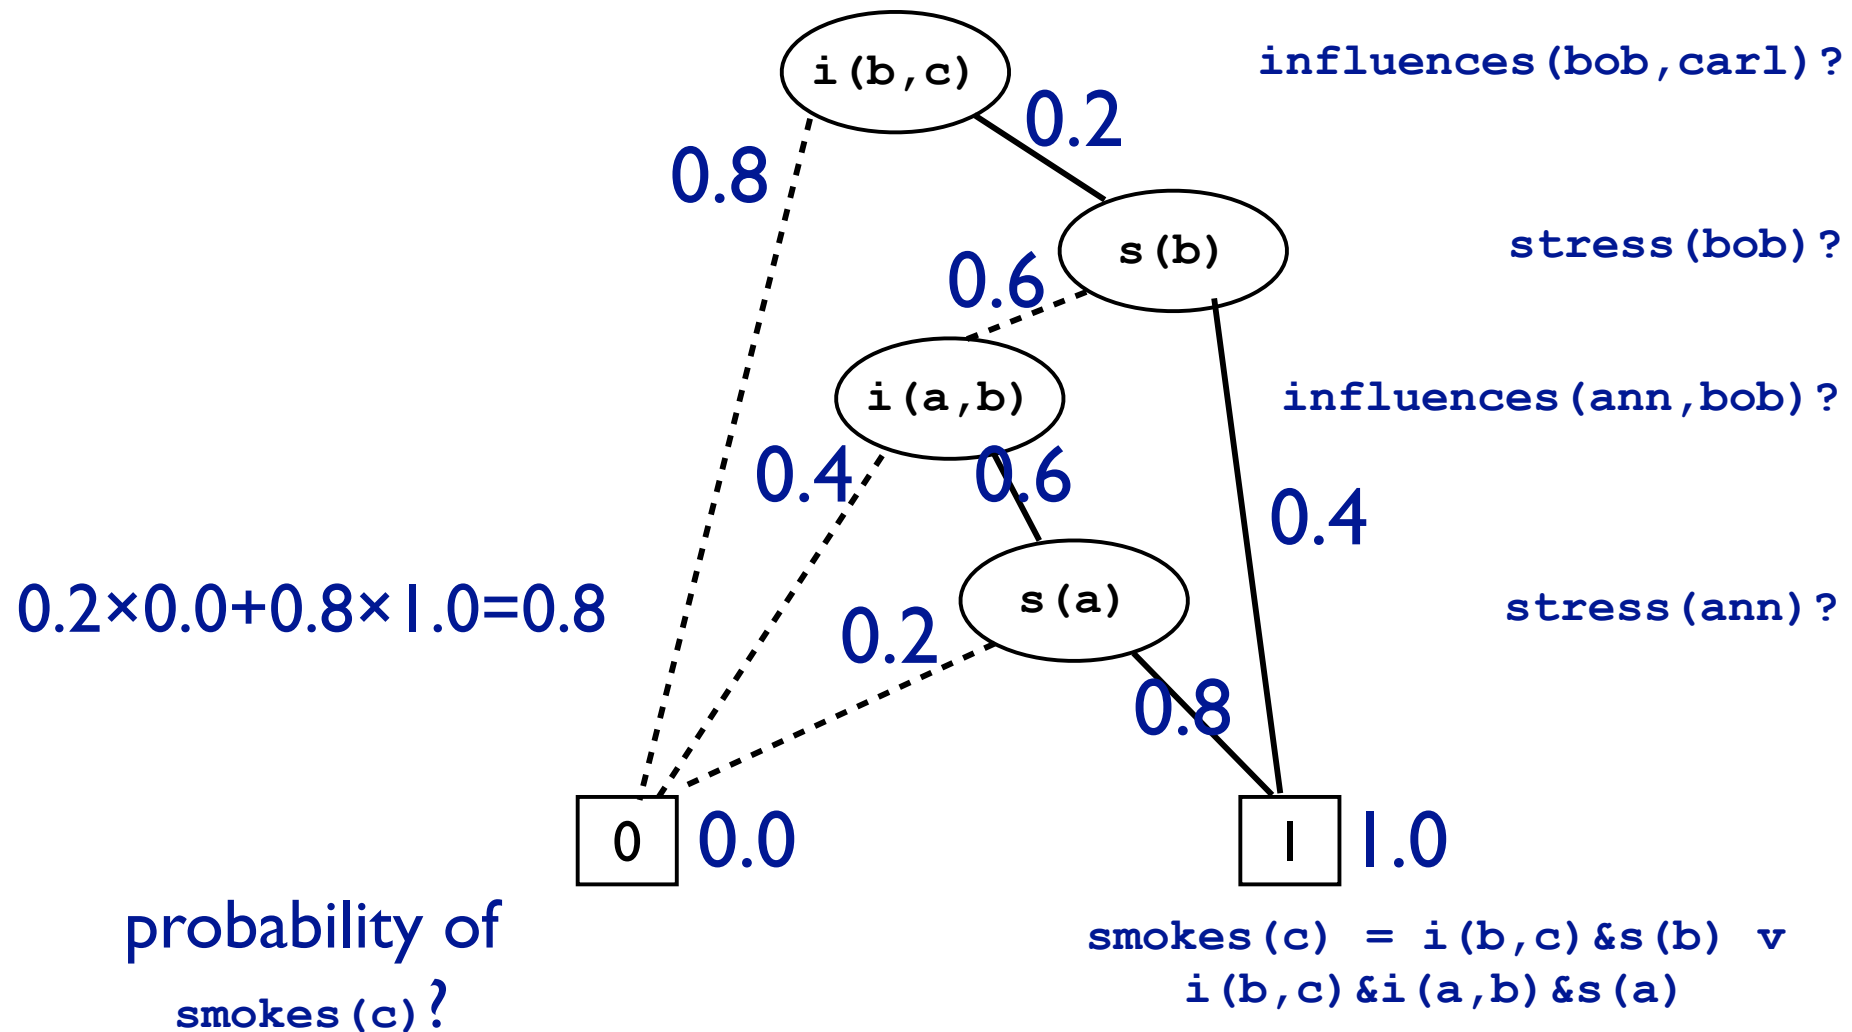 i(b,c)
influences(bob,carl)?
0.2
0.8
s(b)
stress(bob)?
0.6
i(a,b)
influences(ann,bob)?
0.4
0.6
0.4
0.2×0.0+0.8×1.0=0.8
s(a)
stress(ann)?
0.2
0.8
0
0.0
1
1.0
probability of
smokes(c)?
smokes(c) = i(b,c)&s(b) v
i(b,c)&i(a,b)&s(a)